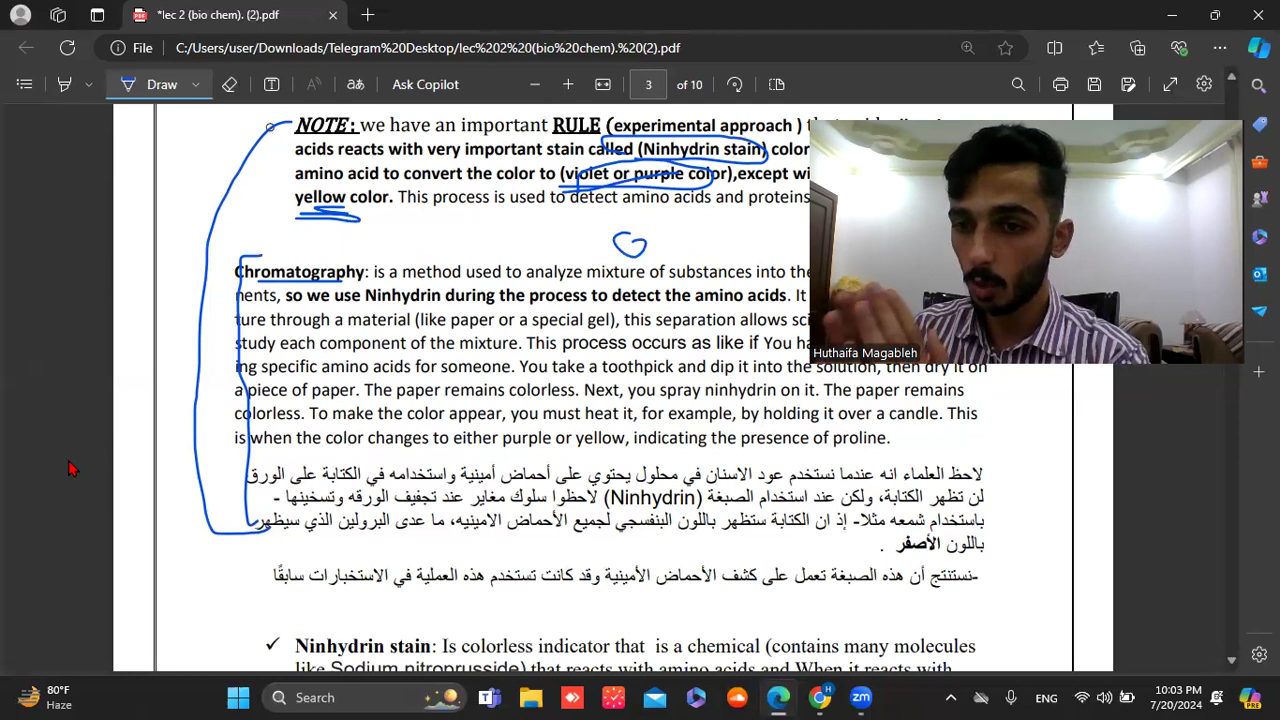 *lec 2 (bio chem). (2).pdf
File C:/Users/user/Downloads/Telegram%20Desktop/lec%202%20(bio%20chem).%20(2).pdf
Draw
Ask Copilot
3 of 10
NOTE : we have an important RULE (experimental approach )
acids reacts with very important stain called (Ninhydrin stain)
amino acid to convert the color to (violet or purple color),except
yellow color. This process is used to detect amino acids and proteins
Chromatography: is a method used to analyze mixture of substances into the
nents, so we use Ninhydrin during the process to detect the amino acids. It
ture through a material (like paper or a special gel), this separation allows
study each component of the mixture. This process occurs as like if You
ing specific amino acids for someone. You take a toothpick and dip it into the solution, then dry it on
a piece of paper. The paper remains colorless. Next, you spray ninhydrin on it. The paper remains
colorless. To make the color appear, you must heat it, for example, by holding it over a candle. This
is when the color changes to either purple or yellow, indicating the presence of proline.
لاحظ العلماء انه عندما نستخدم عود الاسنان في محلول يحتوي على أحماض أمينية واستخدامه في الكتابة على الورق
لن تظهر الكتابة، ولكن عند استخدام الصبغة (Ninhydrin) لاحظوا سلوك مغاير عند تجفيف الورقه وتسخينها -
باستخدام شمعه مثلا- إذ ان الكتابة ستظهر باللون البنفسجي لجميع الأحماض الامينيه، ما عدى البرولين الذي سيظهر
باللون الأصفر .
-نستنتج أن هذه الصبغة تعمل على كشف الأحماض الأمينية وقد كانت تستخدم هذه العملية في الاستخبارات سابقًا
✓ Ninhydrin stain: Is colorless indicator that is a chemical (contains many molecules
like Sodium nitroprusside) that reacts with amino acids and When it reacts with
Huthaifa Magableh
80°F
Haze
Search
ENG
10:03 PM
7/20/2024